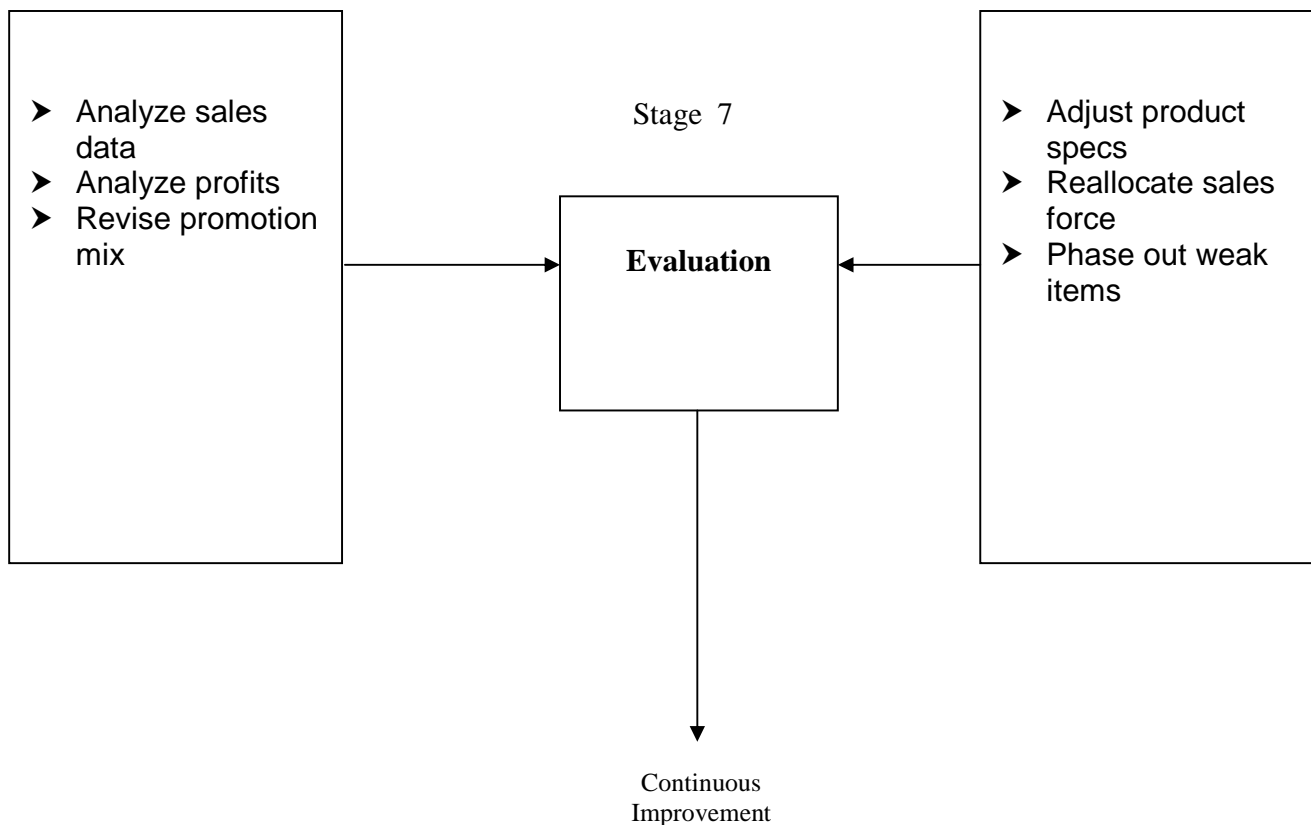 ➤ Analyze sales
data
➤ Analyze profits
➤ Revise promotion
mix
Stage 7
Evaluation
➤ Adjust product
specs
➤ Reallocate sales
force
➤ Phase out weak
items
Continuous
Improvement